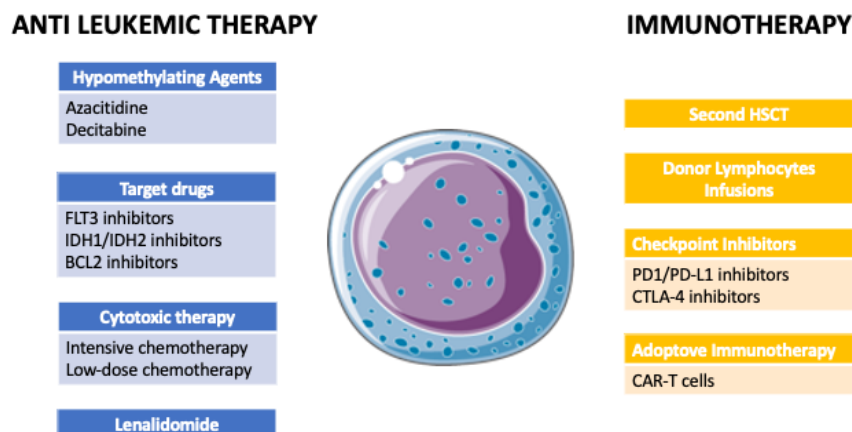 ANTI LEUKEMIC THERAPY
Hypomethylating Agents
Azacitidine
Decitabine
Target drugs
FLT3 inhibitors
IDH1/IDH2 inhibitors
BCL2 inhibitors
Cytotoxic therapy
Intensive chemotherapy
Low-dose chemotherapy
Lenalidomide
IMMUNOTHERAPY
Second HSCT
Donor Lymphocytes
Infusions
Checkpoint Inhibitors
PD1/PD-L1 inhibitors
CTLA-4 inhibitors
Adoptove Immunotherapy
CAR-T cells